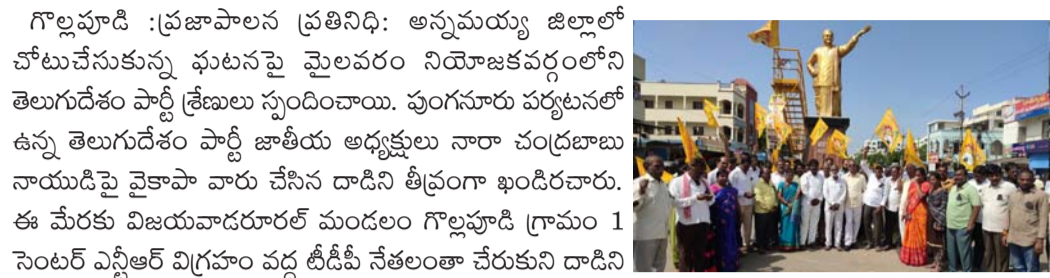 గొల్లపూడి :ప్రజాపాలన ప్రతినిధి: అన్నమయ్య జిల్లాలో
చోటుచేసుకున్న ఘటనపై మైలవరం నియోజకవర్గంలోని
తెలుగుదేశం పార్టీ శ్రేణులు స్పందించాయి. పుంగనూరు పర్యటనలో
ఉన్న తెలుగుదేశం పార్టీ జాతీయ అధ్యక్షులు నారా చంద్రబాబు
నాయుడిపై వైకాపా వారు చేసిన దాడిని తీవ్రంగా ఖండిరచారు.
ఈ మేరకు విజయవాడరూరల్ మండలం గొల్లపూడి గ్రామం 1
సెంటర్ ఎన్టీఆర్ విగ్రహం వద్ద టీడీపీ నేతలంతా చేరుకుని దాడిని